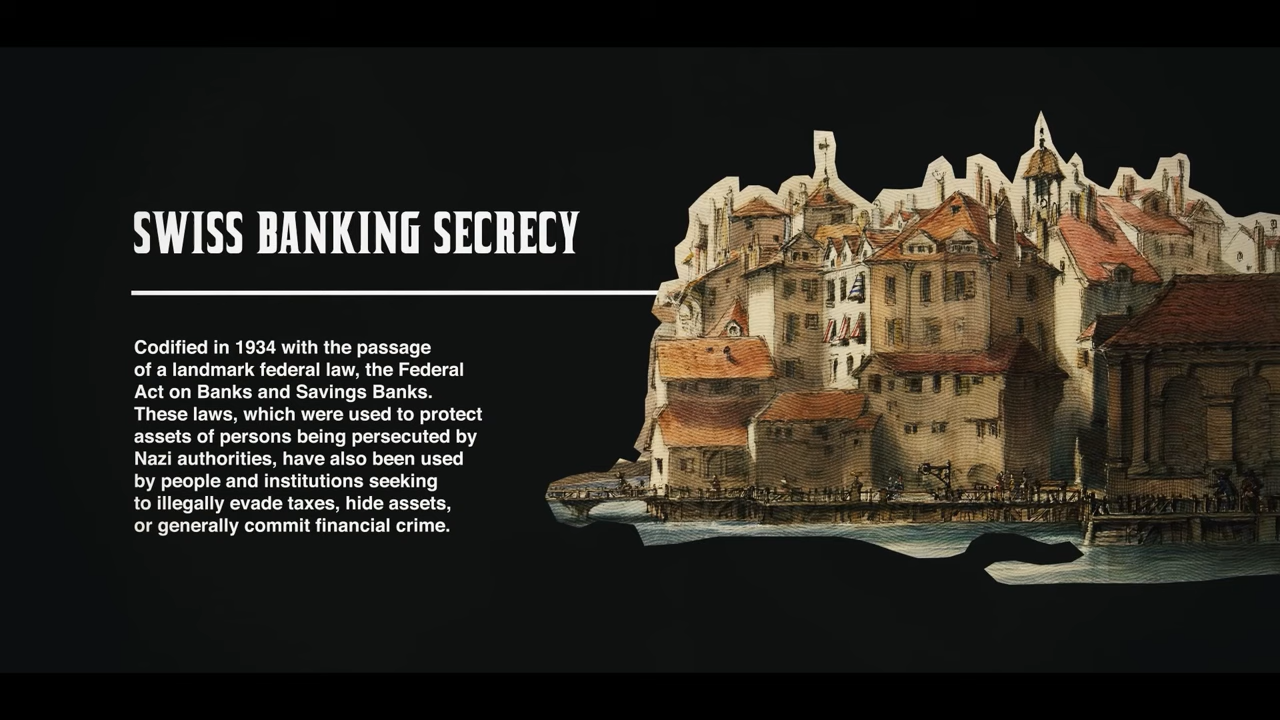 SWISS BANKING SECRECY
Codified in 1934 with the passage
of a landmark federal law, the Federal
Act on Banks and Savings Banks.
These laws, which were used to protect
assets of persons being persecuted by
Nazi authorities, have also been used
by people and institutions seeking
to illegally evade taxes, hide assets,
or generally commit financial crime.